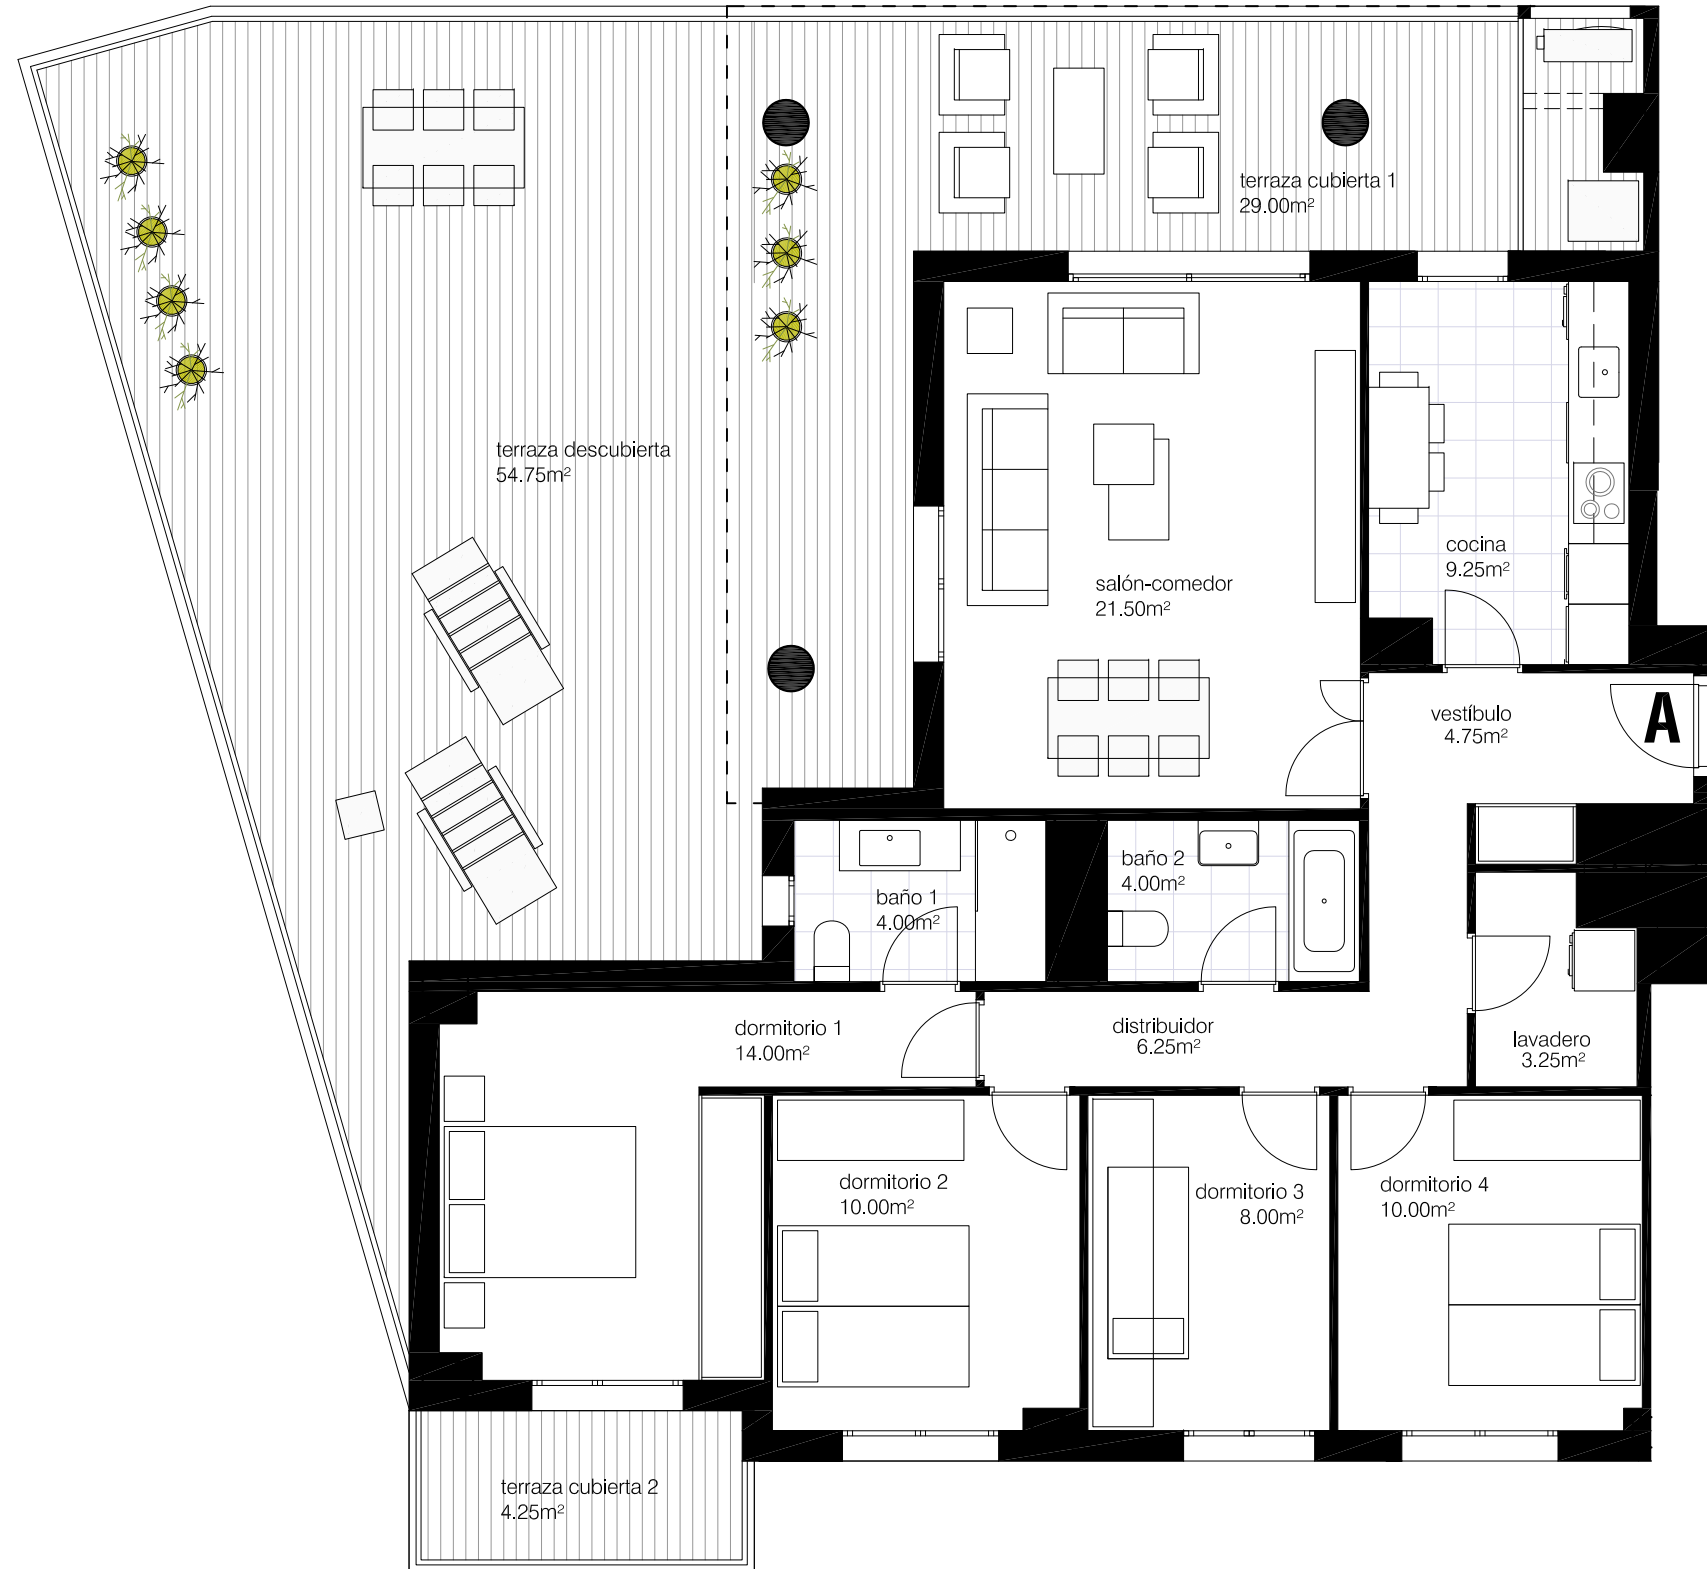 terraza cubierta 1
29.00m²
terraza descubierta
54.75m²
cocina
9.25m²
salón-comedor
21.50m²
vestíbulo
4.75m²
A
baño 2
4.00m²
baño 1
4.00m²
dormitorio 1
14.00m²
distribuidor
6.25m²
lavadero
3.25m²
dormitorio 2
10.00m²
dormitorio 3
8.00m²
dormitorio 4
10.00m²
terraza cubierta 2
4.25m²